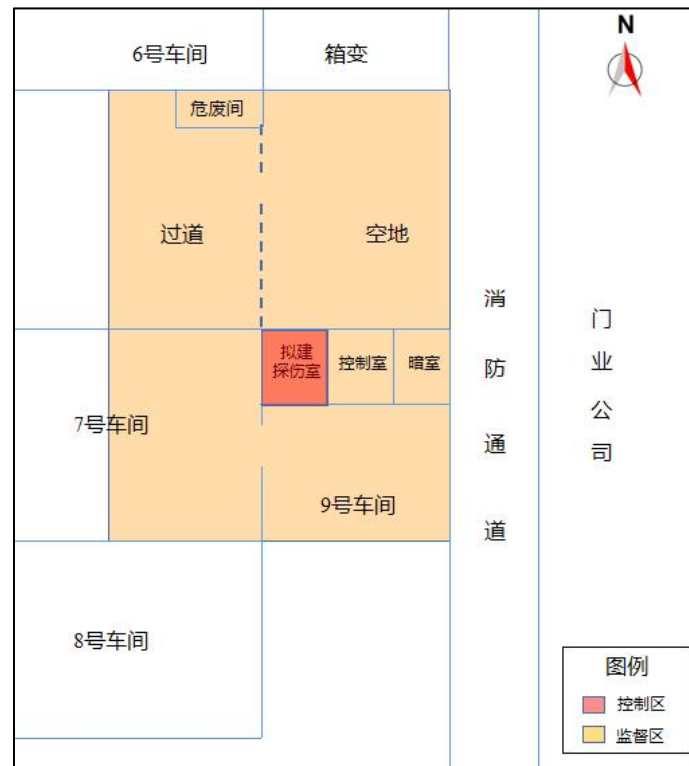 N
6号车间
箱变
危废间
过道
空地
拟建
探伤室
控制室
暗室
7号车间
9号车间
8号车间
消
防
通
道
门
业
公
司
图例
控制区
监督区